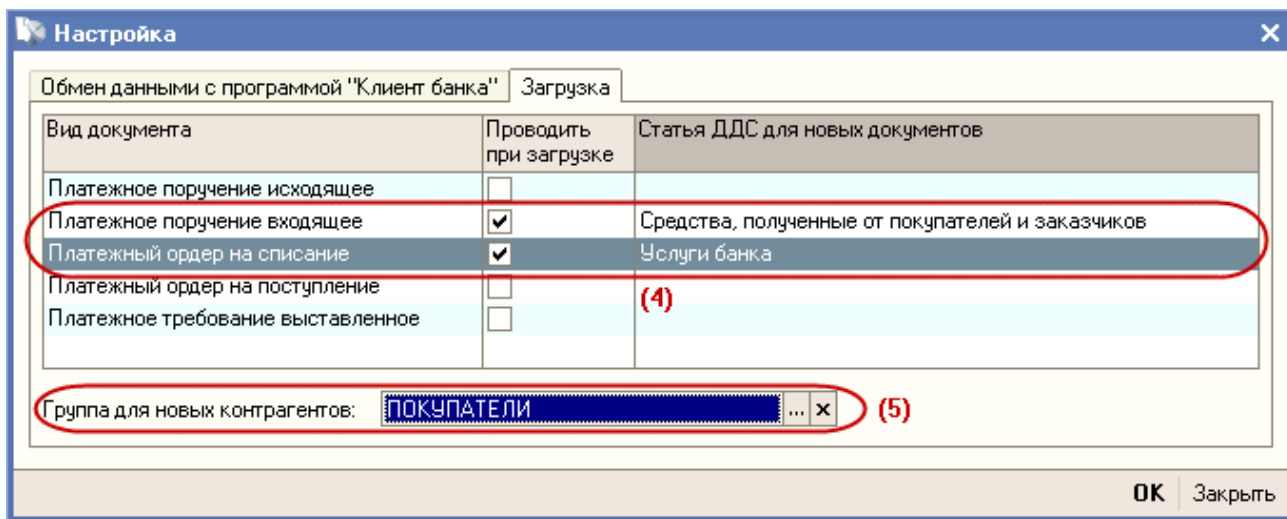 Настройка
Обмен данными с программой "Клиент банка" Загрузка
Вид документа Проводить при загрузке Статья ДДС для новых документов
Платежное поручение исходящее
Платежное поручение входящее Средства, полученные от покупателей и заказчиков
Платежный ордер на списание Услуги банка
Платежный ордер на поступление
(4)
Платежное требование выставленное
Группа для новых контрагентов: ПОКУПАТЕЛИ ... x (5)
OK Закрыть